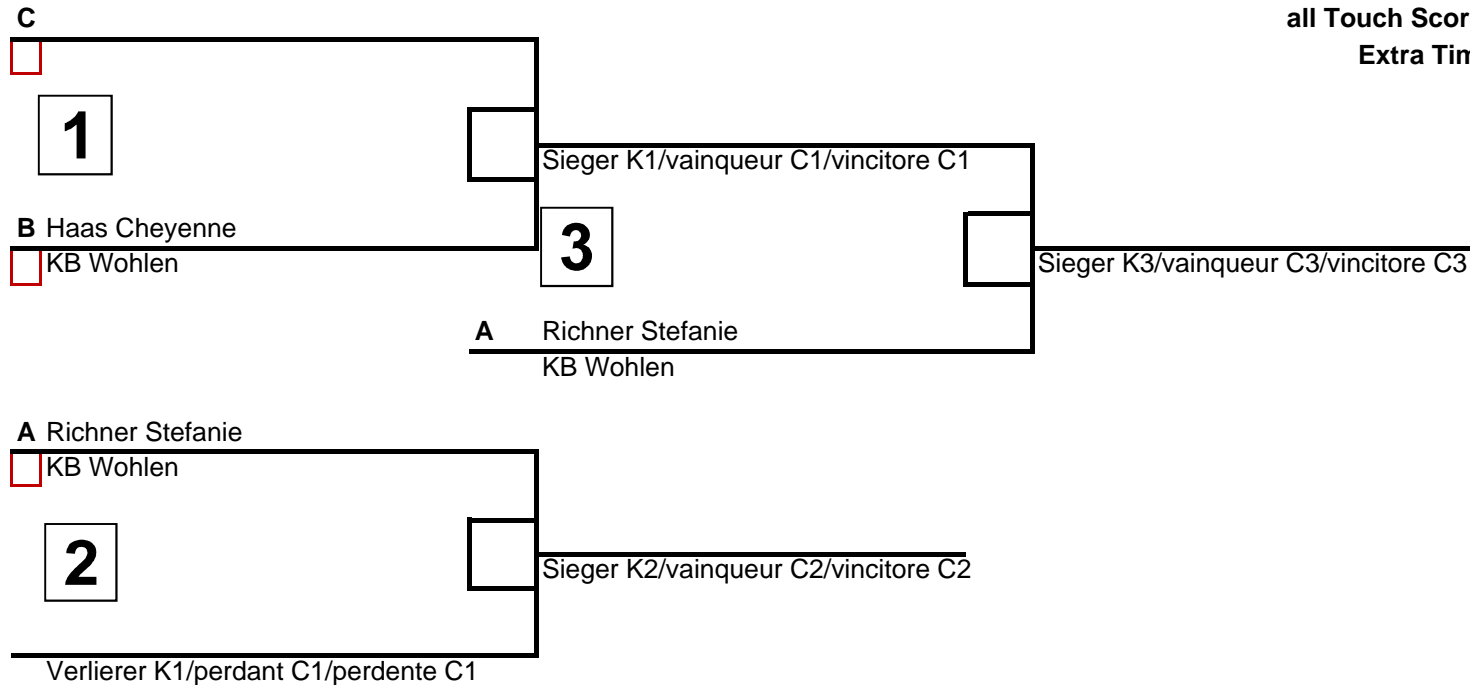 C
all Touch Scor
Extra Tim
1
Sieger K1/vainqueur C1/vincitore C1
B Haas Cheyenne
KB Wohlen
3
Sieger K3/vainqueur C3/vincitore C3
A Richner Stefanie
KB Wohlen
A Richner Stefanie
KB Wohlen
2
Sieger K2/vainqueur C2/vincitore C2
Verlierer K1/perdant C1/perdente C1